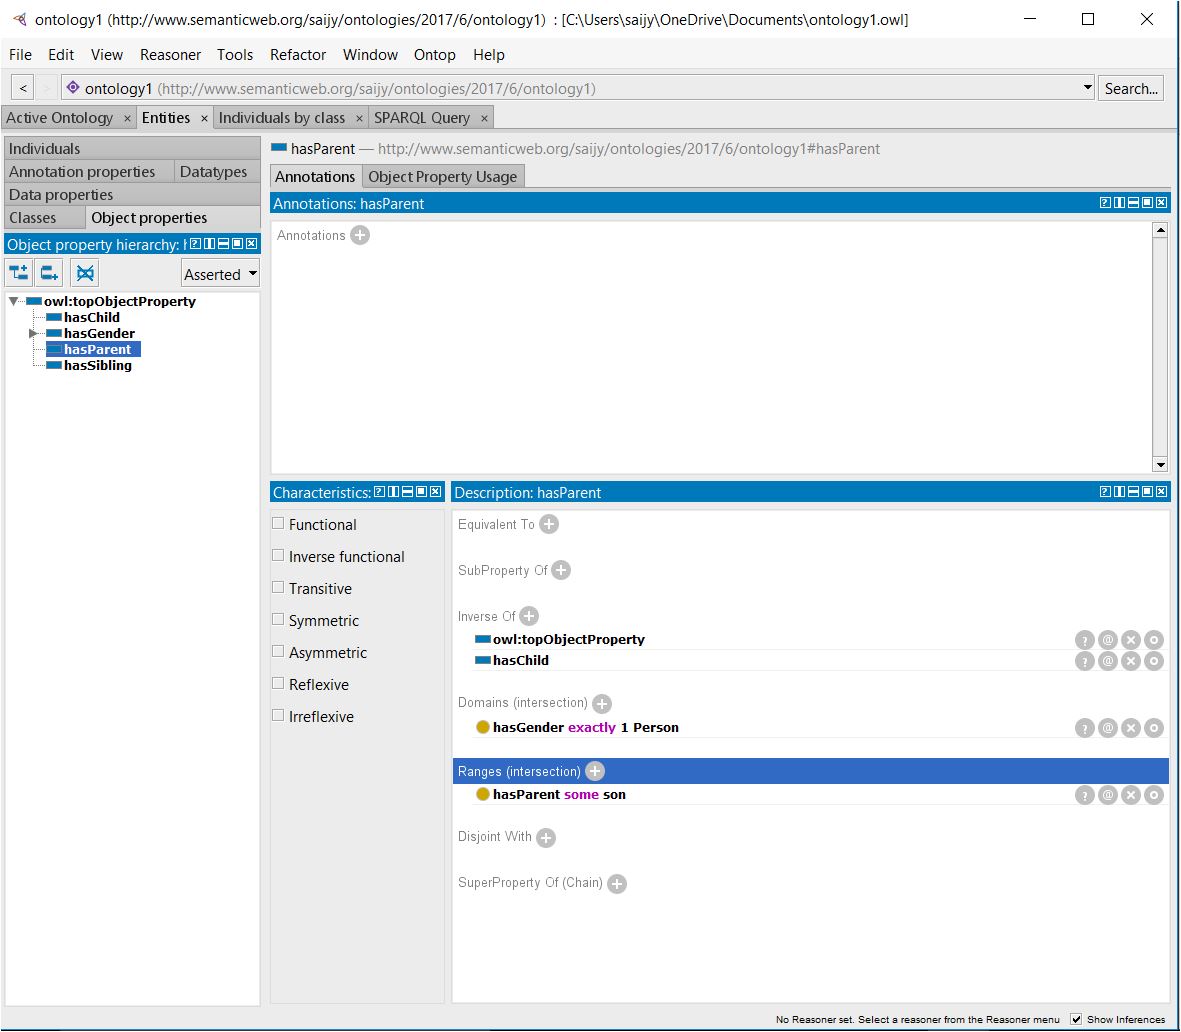 ontology1 (http://www.semanticweb.org/saijy/ontologies/2017/6/ontology1) : [C:\Users\saijy\OneDrive\Documents\ontology1.owl]
File Edit View Reasoner Tools Refactor Window Ontop Help
< > ontology1 (http://www.semanticweb.org/saijy/ontologies/2017/6/ontology1) Search...
Active Ontology × Entities × Individuals by class × SPARQL Query ×
Individuals
Annotation properties Datatypes
Data properties
Classes Object properties
Object property hierarchy:
Asserted
owl:topObjectProperty
hasChild
hasGender
hasParent
hasSibling
hasParent — http://www.semanticweb.org/saijy/ontologies/2017/6/ontology1#hasParent
Annotations Object Property Usage
Annotations: hasParent
Annotations
Characteristics:
Functional
Inverse functional
Transitive
Symmetric
Asymmetric
Reflexive
Irreflexive
Description: hasParent
Equivalent To
SubProperty Of
Inverse Of
owl:topObjectProperty
hasChild
Domains (intersection)
hasGender exactly 1 Person
Ranges (intersection)
hasParent some son
Disjoint With
SuperProperty Of (Chain)
No Reasoner set. Select a reasoner from the Reasoner menu Show Inferences